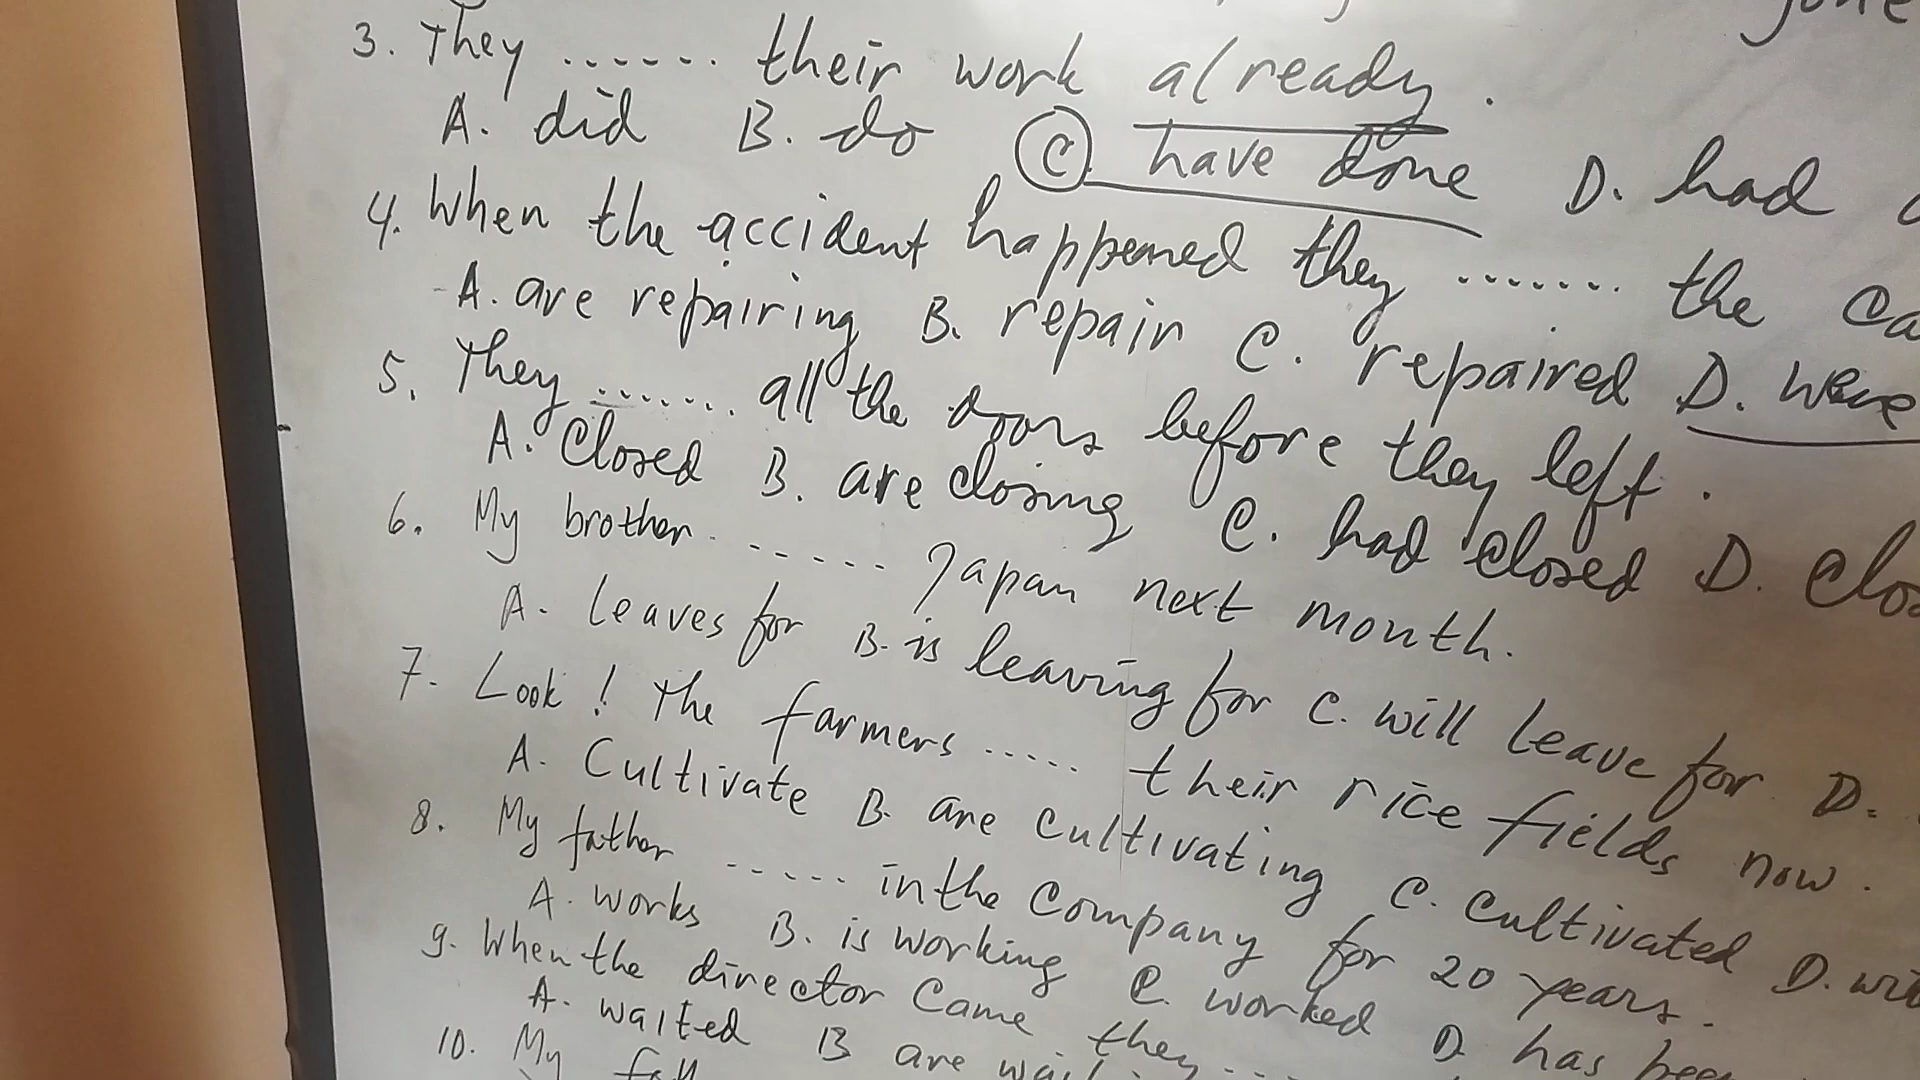 3. They ....... their work already.
A. did B. do C. have done D. had
4. When the accident happened they ....... the
A. are repairing B. repair C. repaired D. were
5. They ....... all the doors before they left.
A. Closed B. are closing C. had closed D.
6. My brother ...... Japan next month.
A. leaves for B. is leaving for C. will leave for D.
7. Look! The farmers ..... their rice fields now.
A. Cultivate B. are cultivating C. cultivated D.
8. My father ..... in the Company for 20 years.
A. works B. is working C. worked D. has
9. When the director Came they ....
A. waited B are
10. My